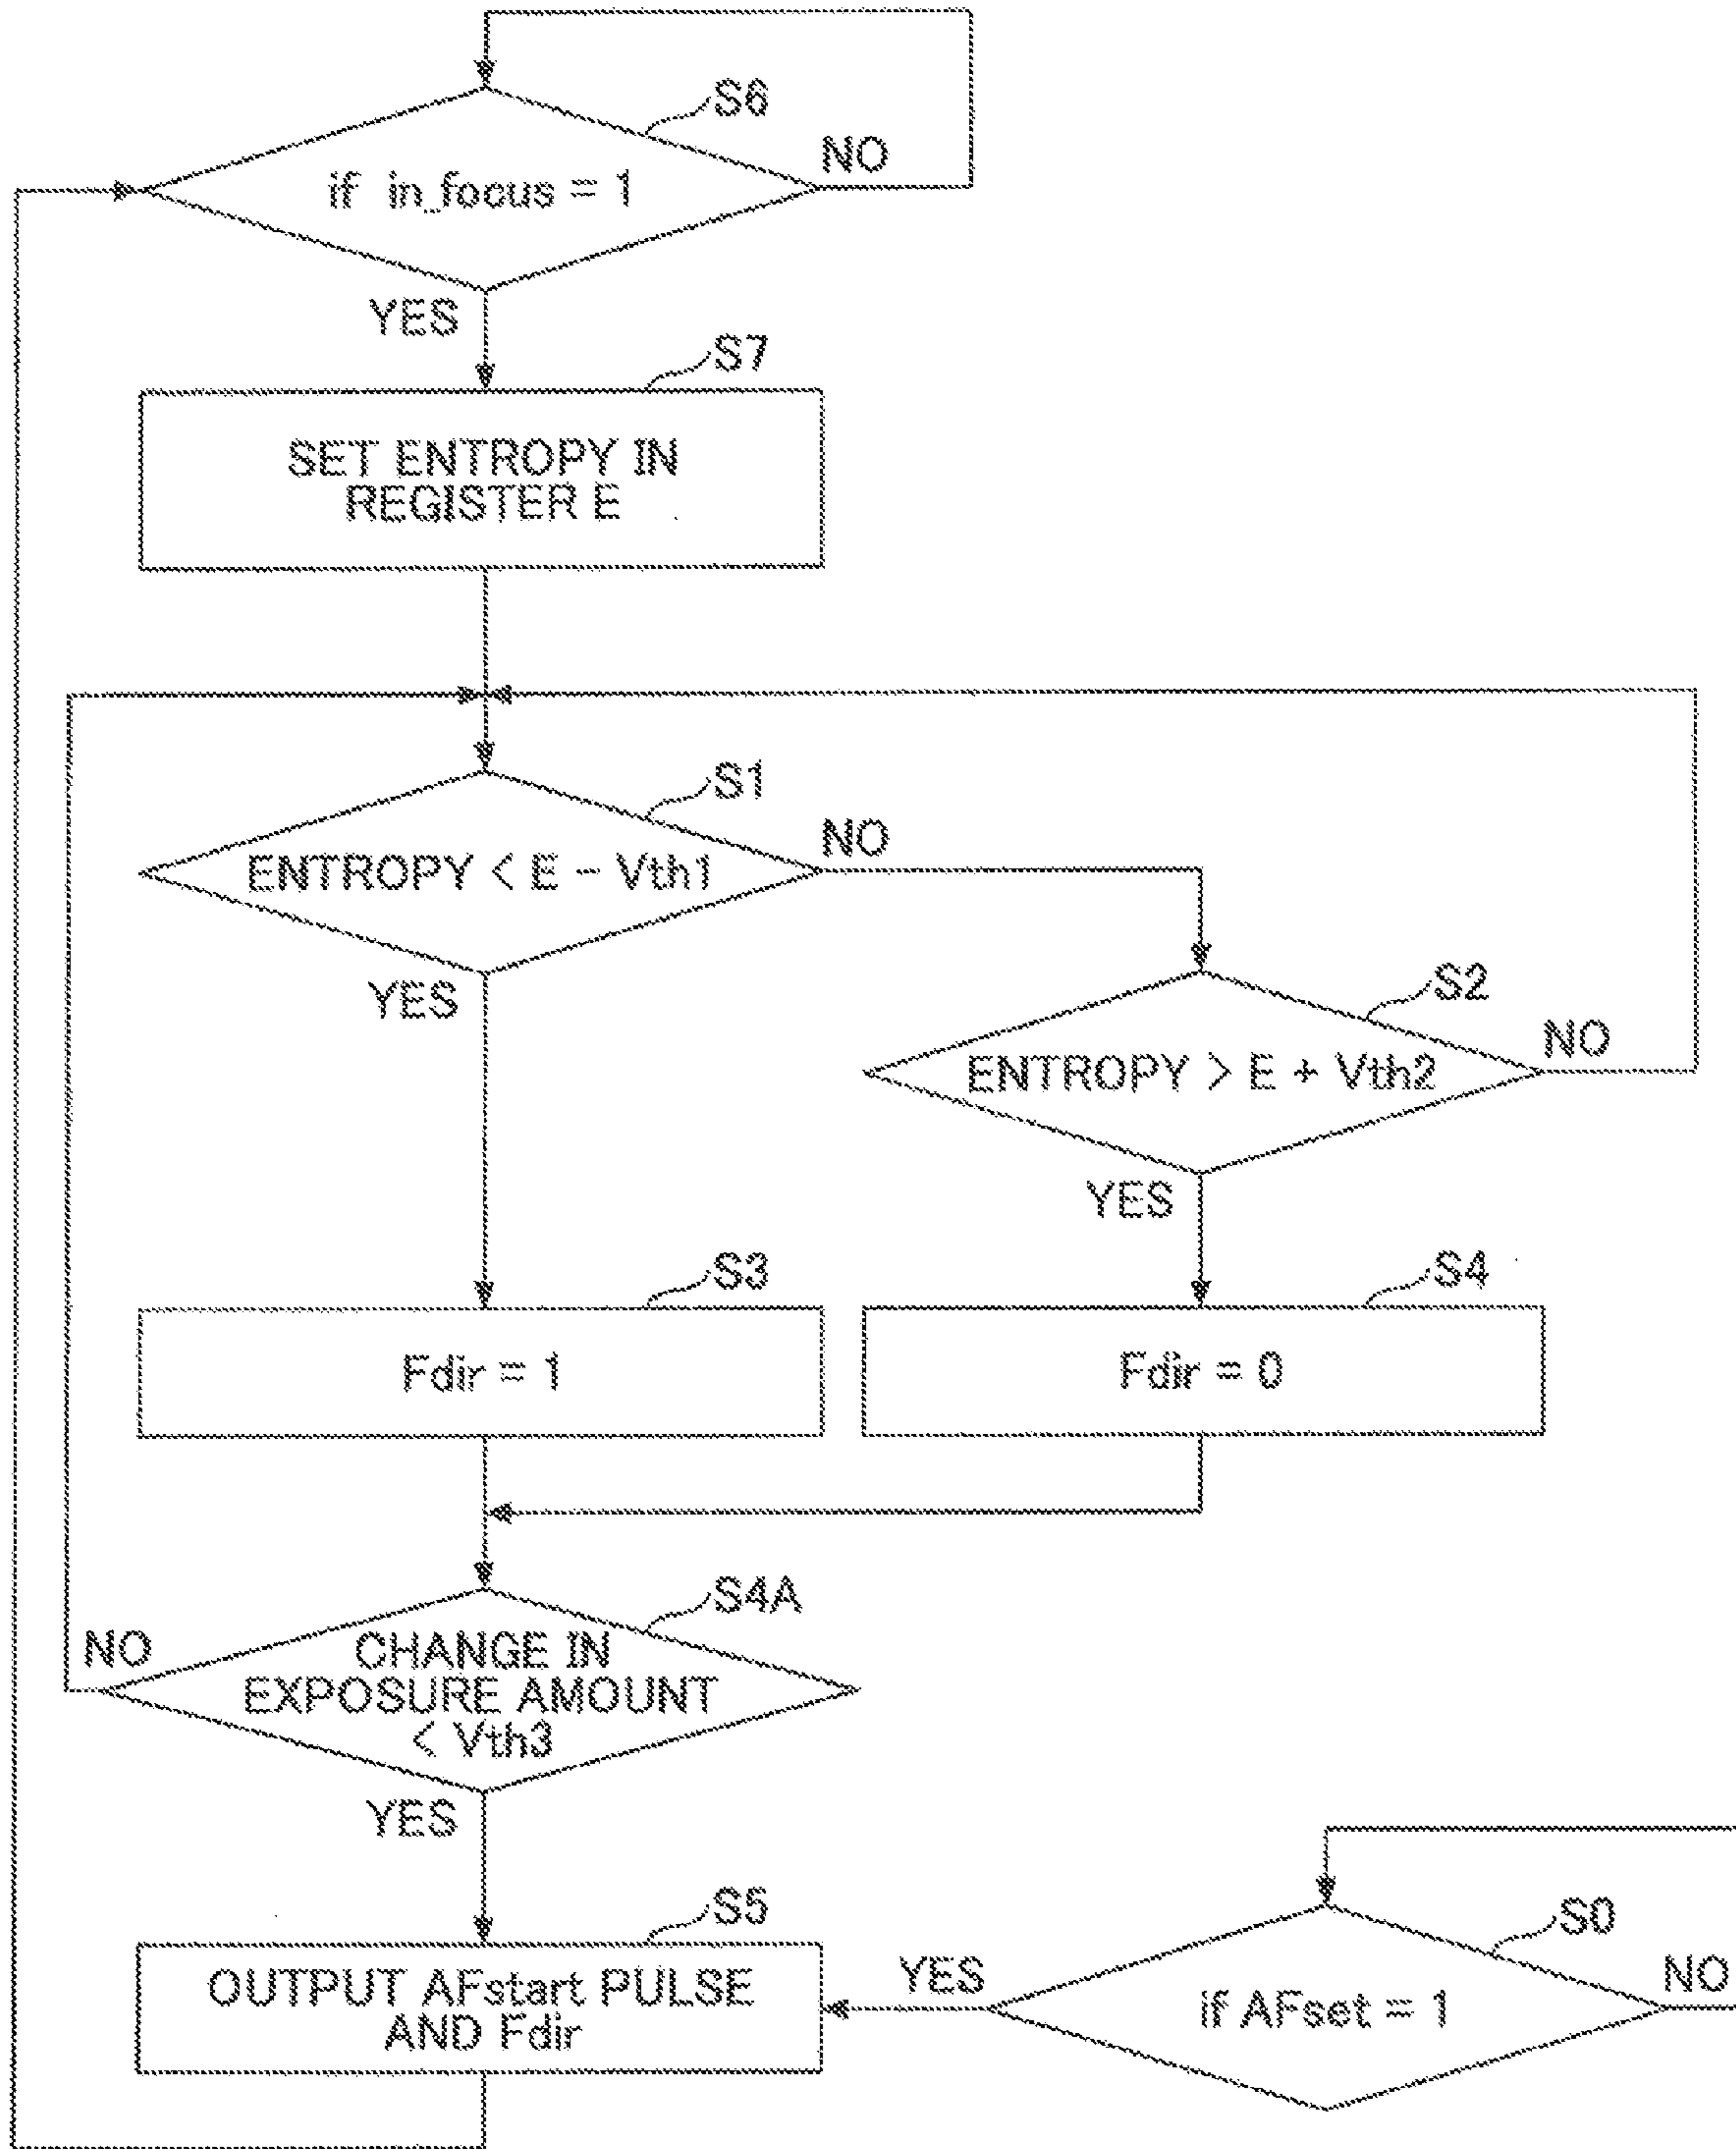 S6
NO
if in_focus = 1
YES
S7
SET ENTROPY IN
REGISTER E
S1
NO
ENTROPY < E - Vth1
YES
S2
NO
ENTROPY > E + Vth2
YES
S3
S4
Fdir = 1
Fdir = 0
S4A
NO
CHANGE IN
EXPOSURE AMOUNT
< Vth3
YES
S5
S0
YES
NO
OUTPUT AFstart PULSE
AND Fdir
if AFset = 1